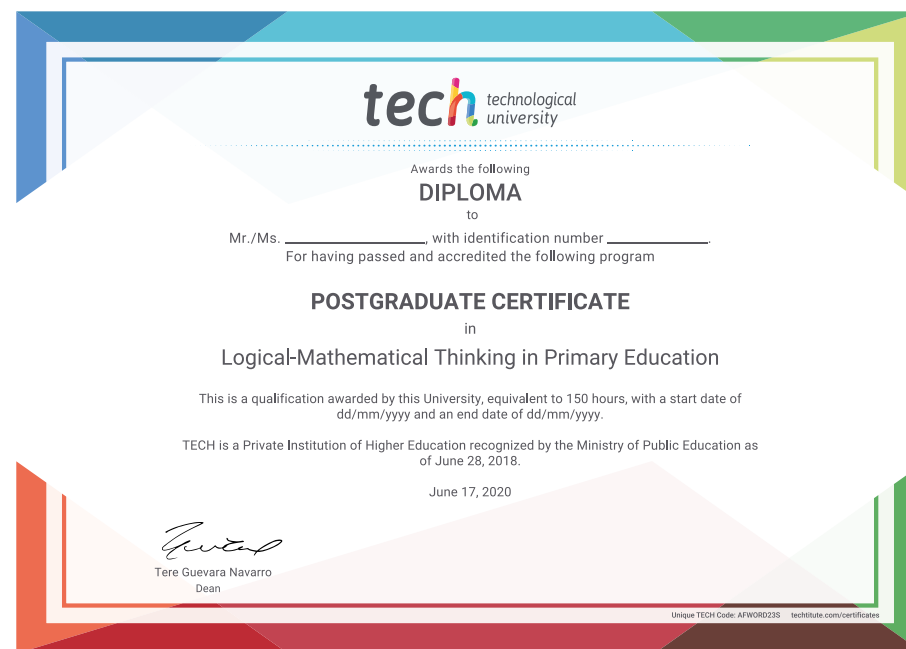 tech technological
university
Awards the following
DIPLOMA
to
Mr./Ms. ____________________, with identification number ______________.
For having passed and accredited the following program
POSTGRADUATE CERTIFICATE
in
Logical-Mathematical Thinking in Primary Education
This is a qualification awarded by this University, equivalent to 150 hours, with a start date of
dd/mm/yyyy and an end date of dd/mm/yyyy.
TECH is a Private Institution of Higher Education recognized by the Ministry of Public Education as
of June 28, 2018.
June 17, 2020
Tere Guevara Navarro
Dean
Unique TECH Code: AFWORD23S techtitute.com/certificates